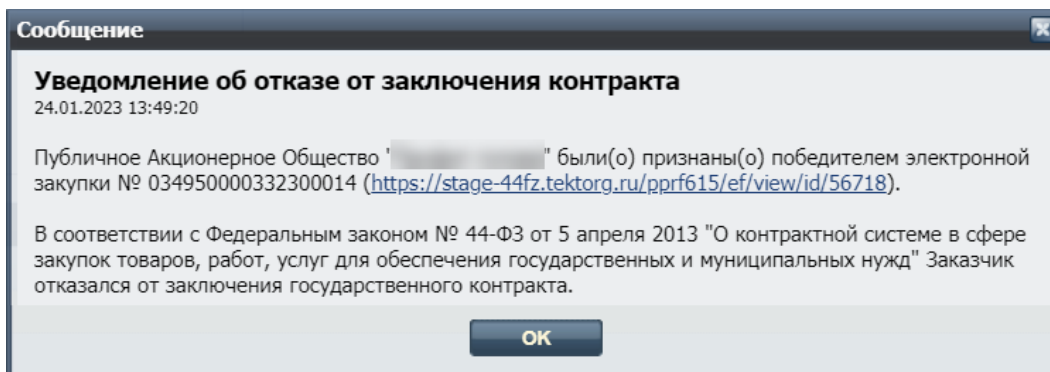 Сообщение
Уведомление об отказе от заключения контракта
24.01.2023 13:49:20
Публичное Акционерное Общество " " были(о) признаны(о) победителем электронной
закупки № 034950000332300014 (https://stage-44fz.tektorg.ru/pprf615/ef/view/id/56718).
В соответствии с Федеральным законом № 44-ФЗ от 5 апреля 2013 "О контрактной системе в сфере
закупок товаров, работ, услуг для обеспечения государственных и муниципальных нужд" Заказчик
отказался от заключения государственного контракта.
ОК